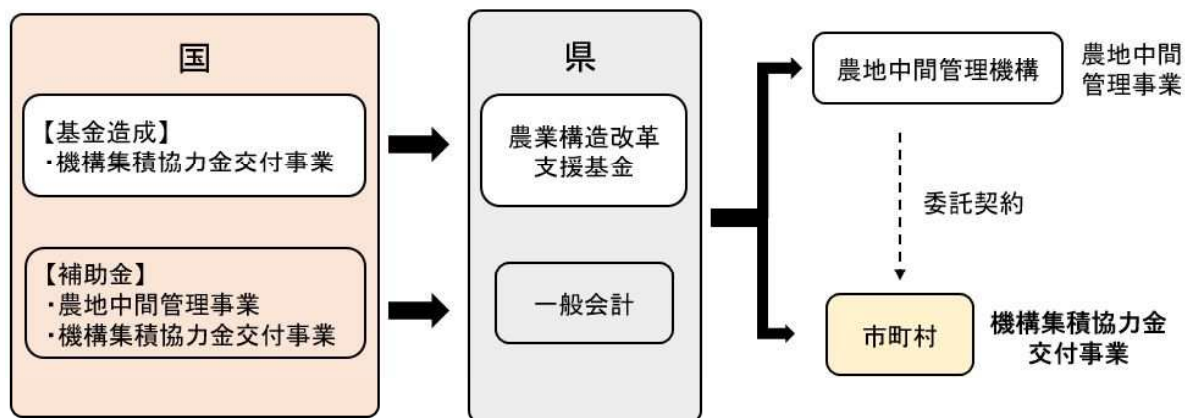 国
【基金造成】
・機構集積協力金交付事業
【補助金】
・農地中間管理事業
・機構集積協力金交付事業
県
農業構造改革
支援基金
一般会計
農地中間管理機構
農地中間
管理事業
委託契約
市町村
機構集積協力金
交付事業